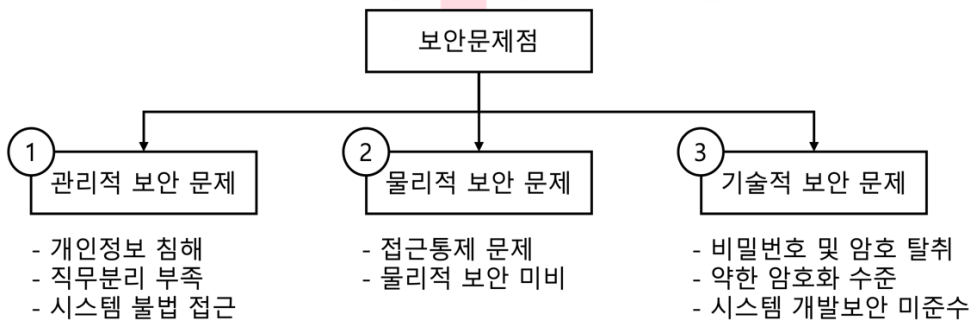 보안문제점
1
관리적 보안 문제
- 개인정보 침해
- 직무분리 부족
- 시스템 불법 접근
2
물리적 보안 문제
- 접근통제 문제
- 물리적 보안 미비
3
기술적 보안 문제
- 비밀번호 및 암호 탈취
- 약한 암호화 수준
- 시스템 개발보안 미준수